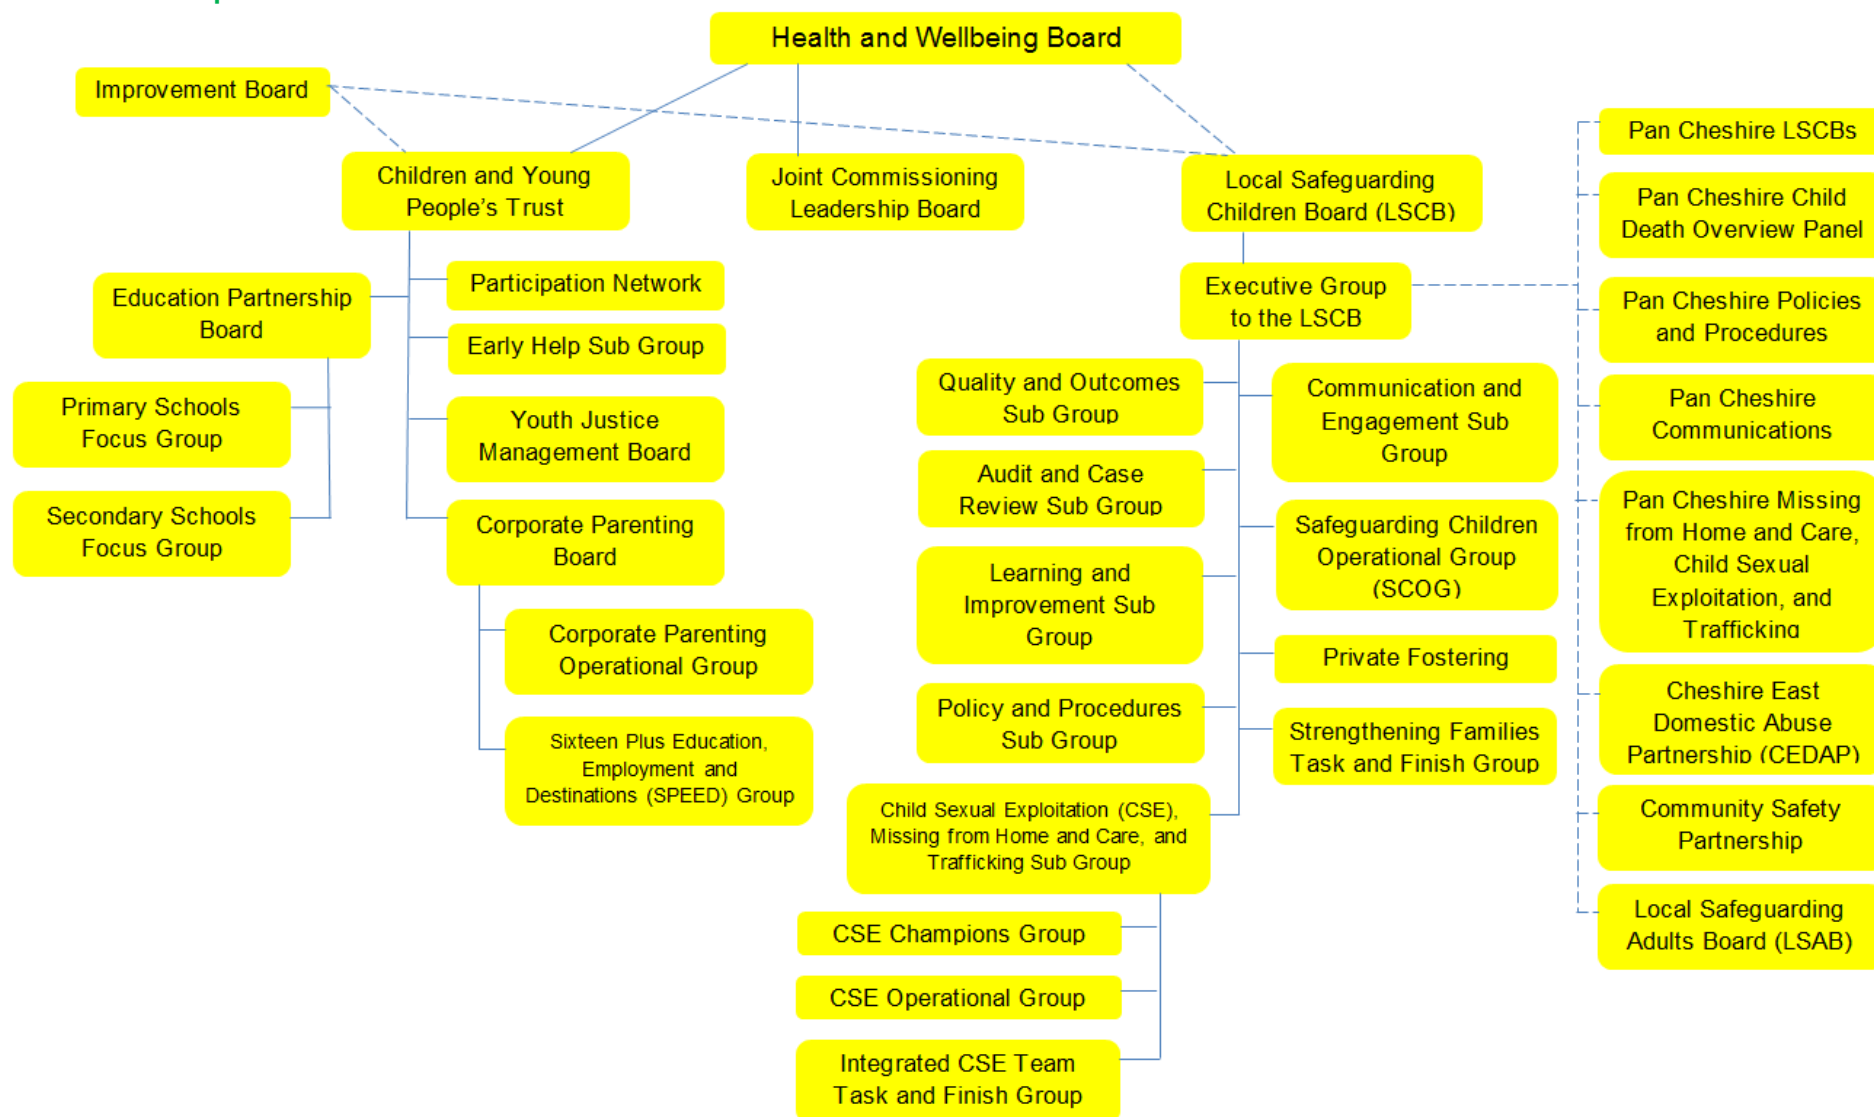 Health and Wellbeing Board
Improvement Board
Children and Young
People’s Trust
Joint Commissioning
Leadership Board
Local Safeguarding
Children Board (LSCB)
Education Partnership
Board
Primary Schools
Focus Group
Secondary Schools
Focus Group
Participation Network
Early Help Sub Group
Youth Justice
Management Board
Corporate Parenting
Board
Corporate Parenting
Operational Group
Sixteen Plus Education,
Employment and
Destinations (SPEED) Group
Executive Group
to the LSCB
Quality and Outcomes
Sub Group
Audit and Case
Review Sub Group
Learning and
Improvement Sub
Group
Policy and Procedures
Sub Group
Communication and
Engagement Sub
Group
Safeguarding Children
Operational Group
(SCOG)
Private Fostering
Strengthening Families
Task and Finish Group
Child Sexual Exploitation (CSE),
Missing from Home and Care, and
Trafficking Sub Group
CSE Champions Group
CSE Operational Group
Integrated CSE Team
Task and Finish Group
Pan Cheshire LSCBs
Pan Cheshire Child
Death Overview Panel
Pan Cheshire Policies
and Procedures
Pan Cheshire
Communications
Pan Cheshire Missing
from Home and Care,
Child Sexual
Exploitation, and
Trafficking
Cheshire East
Domestic Abuse
Partnership (CEDAP)
Community Safety
Partnership
Local Safeguarding
Adults Board (LSAB)